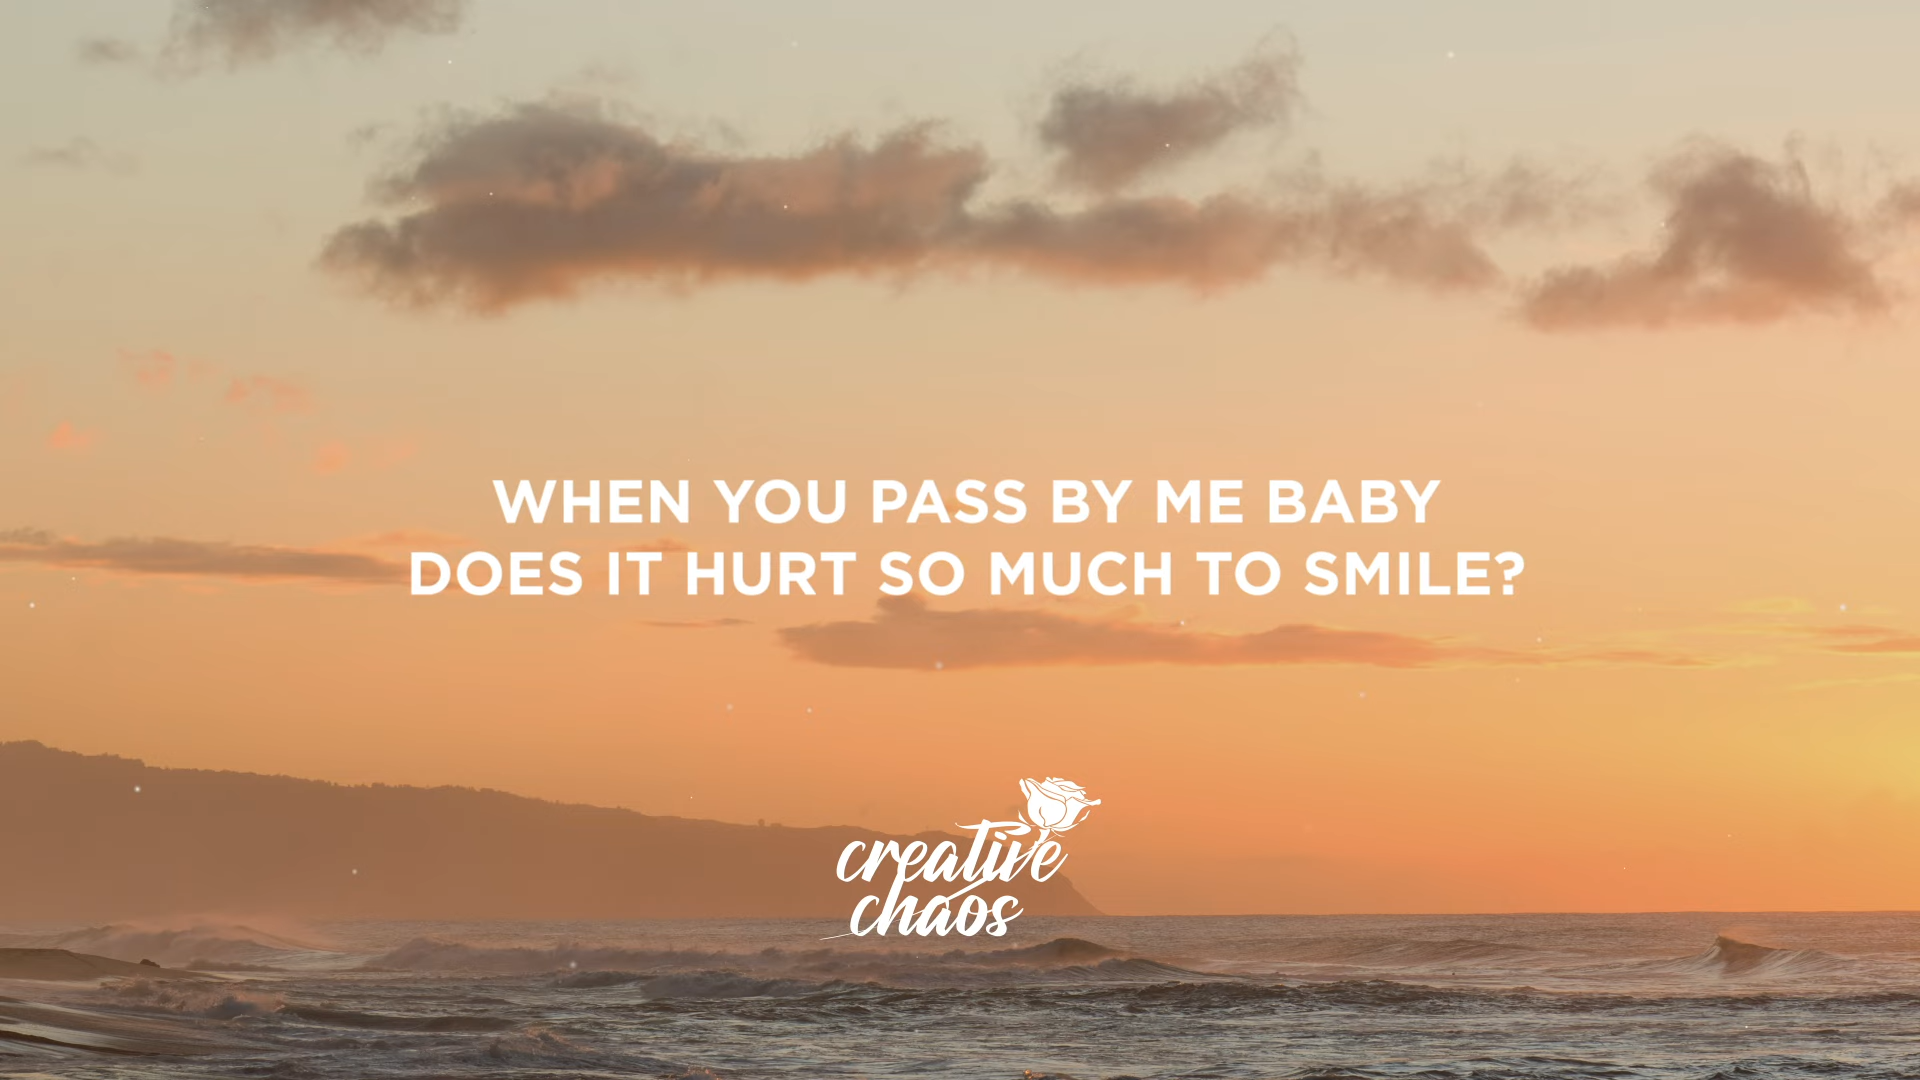 WHEN YOU PASS BY ME BABY
DOES IT HURT SO MUCH TO SMILE?
creative
chaos